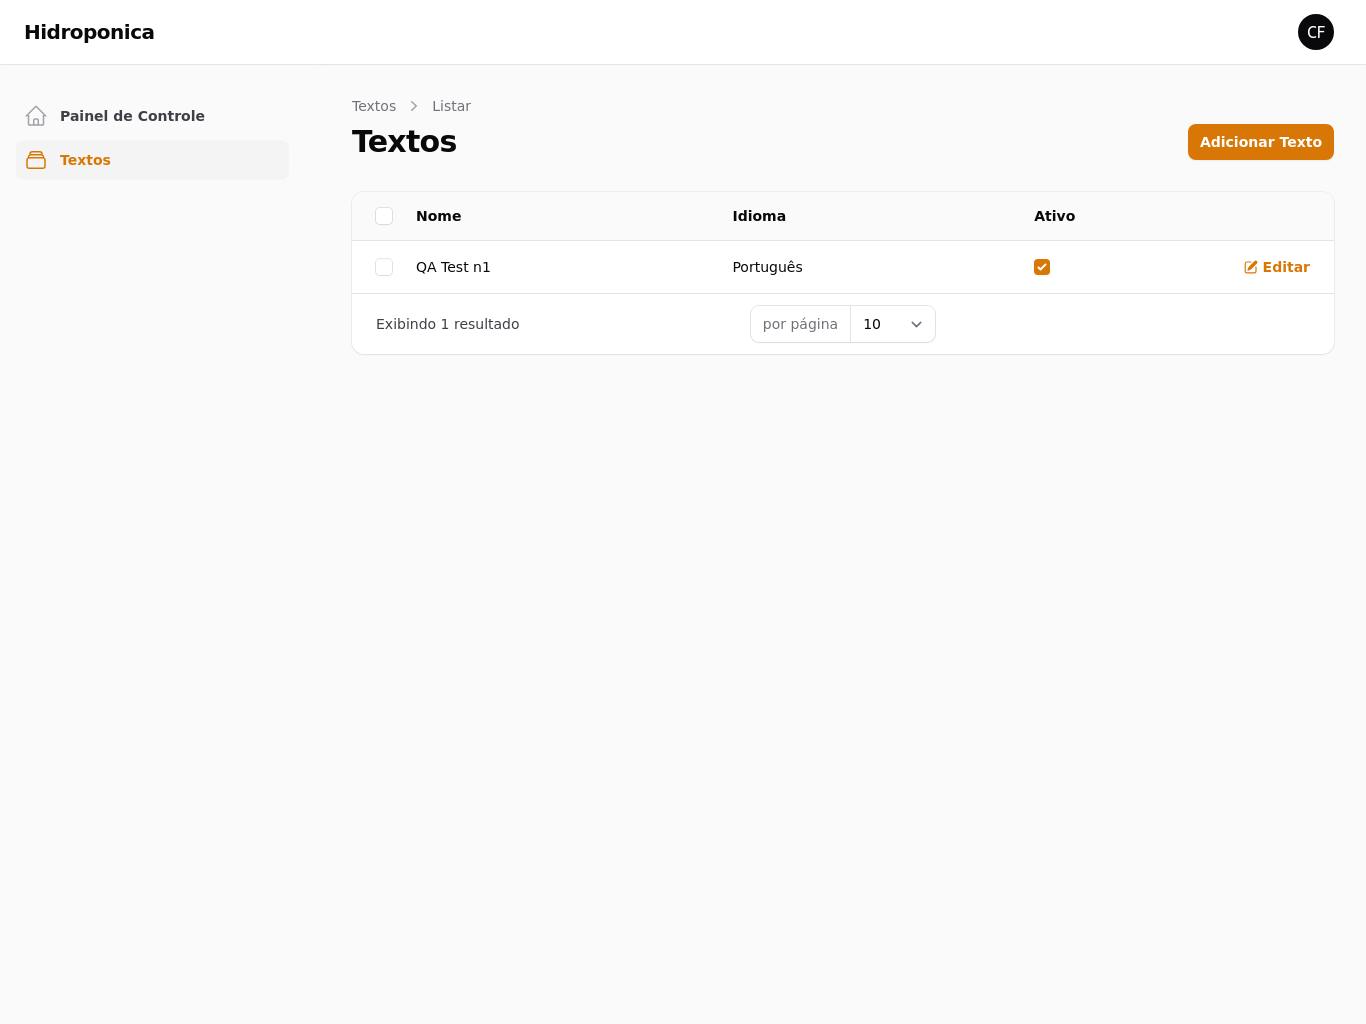 Hidroponica
CF
Painel de Controle
Textos
Textos > Listar
Textos
Adicionar Texto
Nome Idioma Ativo
QA Test n1 Português Editar
Exibindo 1 resultado por página 10